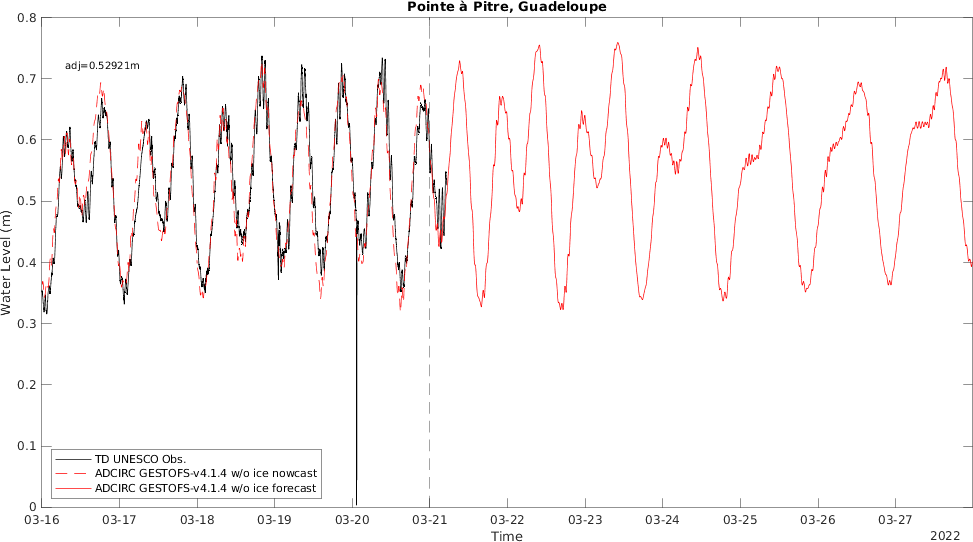 Pointe à Pitre, Guadeloupe
0.8
adj=0.52921m
0.7
0.6
0.5
0.4
0.3
0.2
0.1
0
Water Level (m)
TD UNESCO Obs.
ADCIRC GESTOFS-v4.1.4 w/o ice nowcast
ADCIRC GESTOFS-v4.1.4 w/o ice forecast
03-16 03-17 03-18 03-19 03-20 03-21 03-22 03-23 03-24 03-25 03-26 03-27
Time
2022